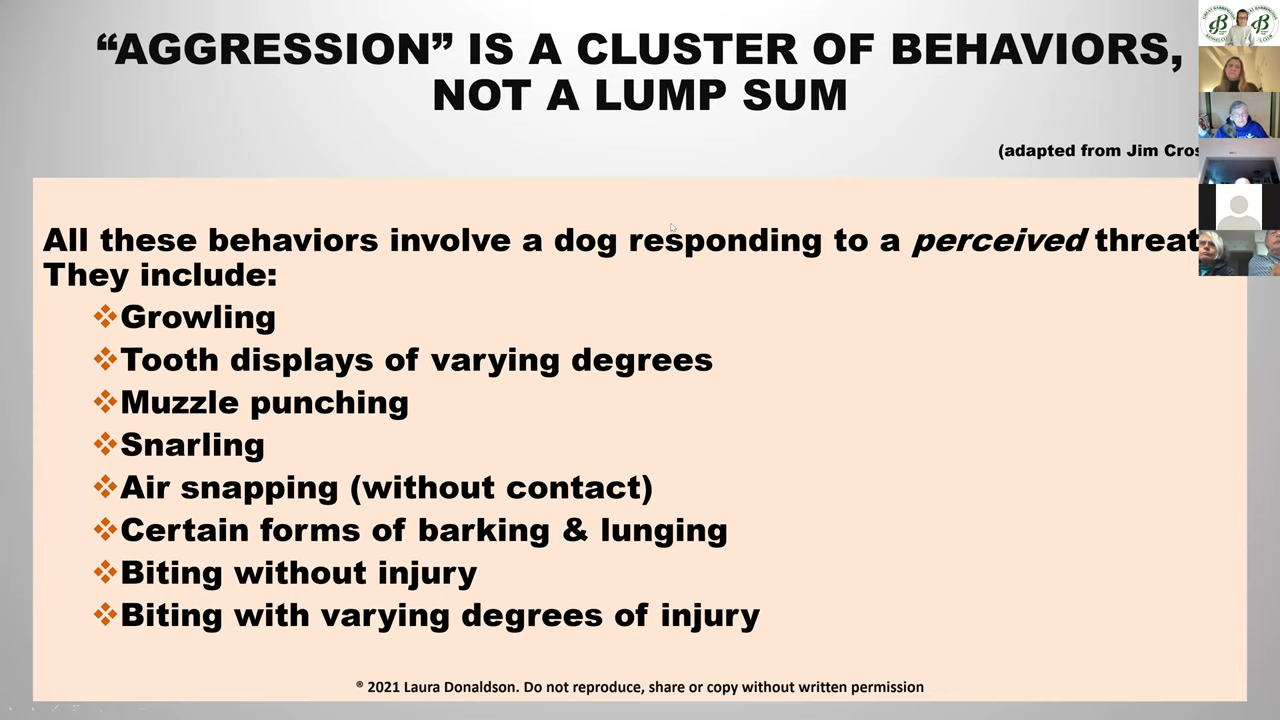 “AGGRESSION” IS A CLUSTER OF BEHAVIORS,
NOT A LUMP SUM
(adapted from Jim
All these behaviors involve a dog responding to a perceived threat
They include:
❖Growling
❖Tooth displays of varying degrees
❖Muzzle punching
❖Snarling
❖Air snapping (without contact)
❖Certain forms of barking & lunging
❖Biting without injury
❖Biting with varying degrees of injury
® 2021 Laura Donaldson. Do not reproduce, share or copy without written permission